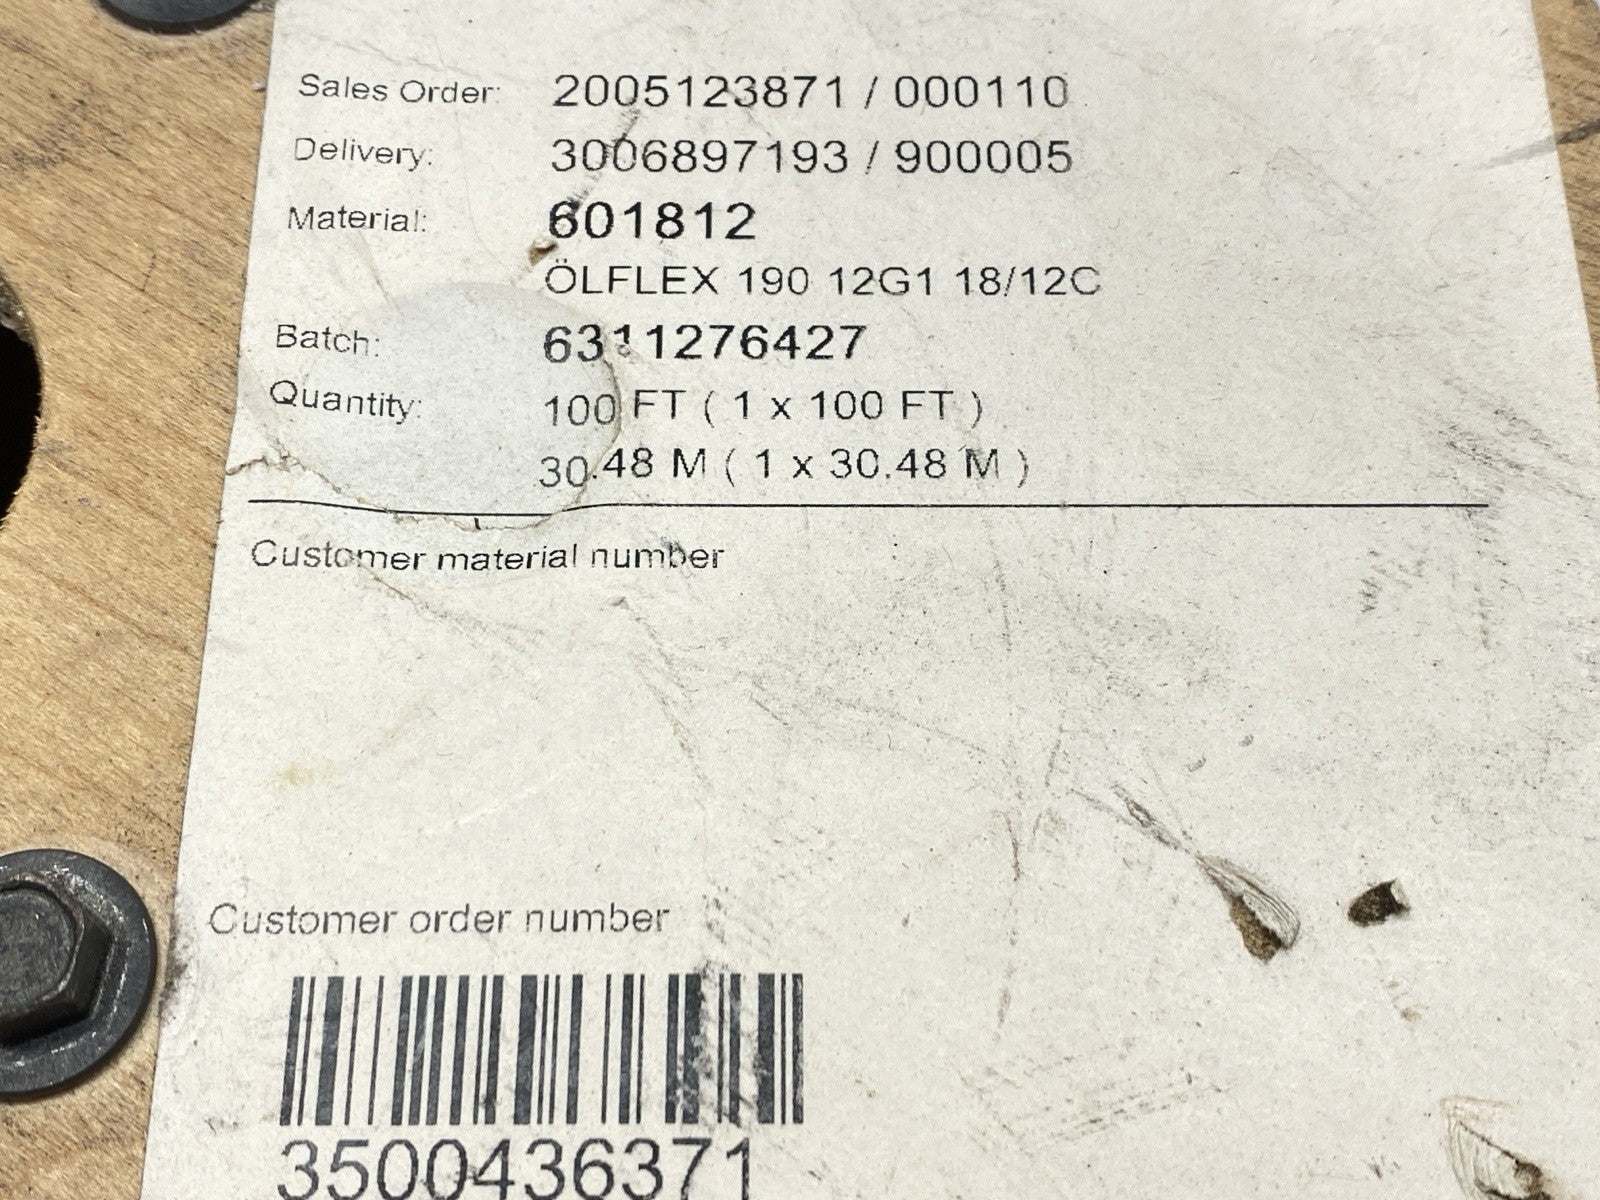 Sales Order: 2005123871 / 000110
Delivery: 3006897193 / 900005
Material: 601812
ÖLFLEX 190 12G1 18/12C
Batch: 6311276427
Quantity: 100 FT ( 1 x 100 FT )
30.48 M ( 1 x 30.48 M )
Customer material number
Customer order number
3500436371